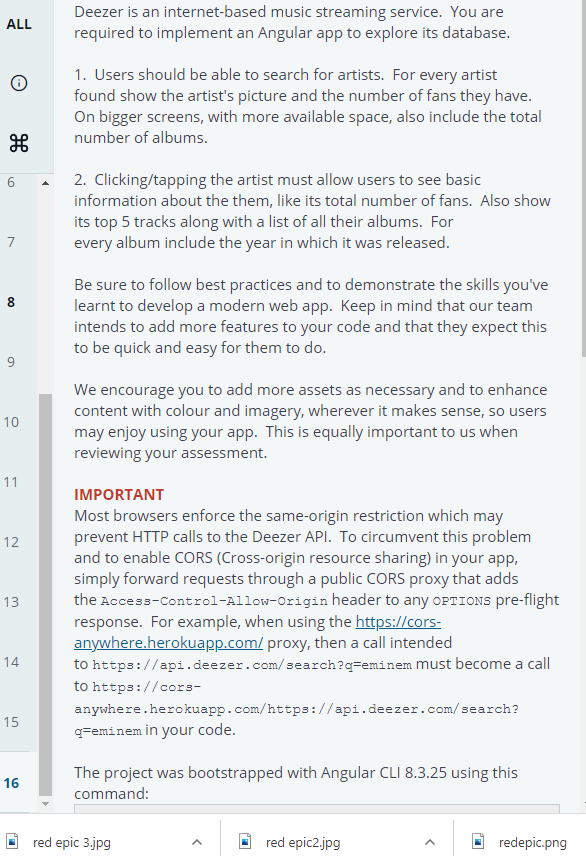 Deezer is an internet-based music streaming service.  You are
ALL
required to implement an Angular app to explore its database.
1.  Users should be able to search for artists.  For every artist
found show the artist's picture and the number of fans they have.
On bigger screens, with more available space, also include the total
number of albums.
6
2.  Clicking/tapping the artist must allow users to see basic
information about the them, like its total number of fans.  Also show
its top 5 tracks along with a list of all their albums.  For
7
every album include the year in which it was released.
Be sure to follow best practices and to demonstrate the skills you've
8
learnt to develop a modern web app.  Keep in mind that our team
intends to add more features to your code and that they expect this
to be quick and easy for them to do.
9
We encourage you to add more assets as necessary and to enhance
content with colour and imagery, wherever it makes sense, so users
10
may enjoy using your app.  This is equally important to us when
reviewing your assessment.
11
IMPORTANT
Most browsers enforce the same-origin restriction which may
prevent HTTP calls to the Deezer API.  To circumvent this problem
12
and to enable CORS (Cross-origin resource sharing) in your app,
simply forward requests through a public CORS proxy that adds
13
the Access-Control-Allow-Origin header to any OPTIONS pre-flight
response.  For example, when using the https://cors-
anywhere.herokuapp.com/ proxy, then a call intended
14
to https://api.deezer.com/search?q=eminem must become a call
to https://cors-
anywhere.herokuapp.com/https://api.deezer.com/search?
15
q=eminem in your code.
The project was bootstrapped with Angular CLI 8.3.25 using this
16
command:
red epic 3.jpg
red epic2.jpg
redepic.png